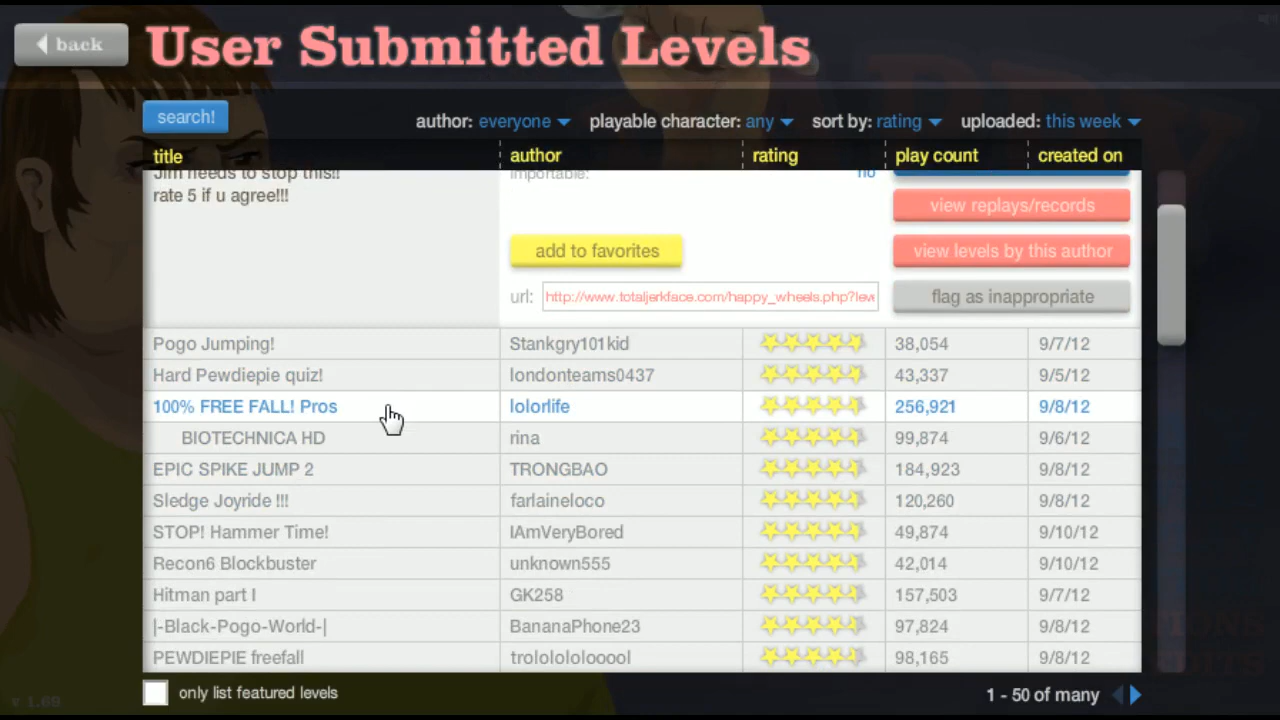 back
User Submitted Levels
search!
author: everyone playable character: any sort by: rating uploaded: this week
title author rating play count created on
Jim needs to stop this!!
rate 5 if u agree!!!
importable: no
view replays/records
add to favorites
view levels by this author
url: http://www.totaljerkface.com/happy_wheels.php?lev
flag as inappropriate
Pogo Jumping! Stankgry101kid 38,054 9/7/12
Hard Pewdiepie quiz! londonteams0437 43,337 9/5/12
100% FREE FALL! Pros lolorlife 256,921 9/8/12
BIOTECHNICA HD rina 99,874 9/6/12
EPIC SPIKE JUMP 2 TRONGBAO 184,923 9/8/12
Sledge Joyride !!! farlaineloco 120,260 9/8/12
STOP! Hammer Time! IAmVeryBored 49,874 9/10/12
Recon6 Blockbuster unknown555 42,014 9/10/12
Hitman part I GK258 157,503 9/7/12
|-Black-Pogo-World-| BananaPhone23 97,824 9/8/12
PEWDIEPIE freefall trololololoool 98,165 9/8/12
only list featured levels
1 - 50 of many
v 1.69